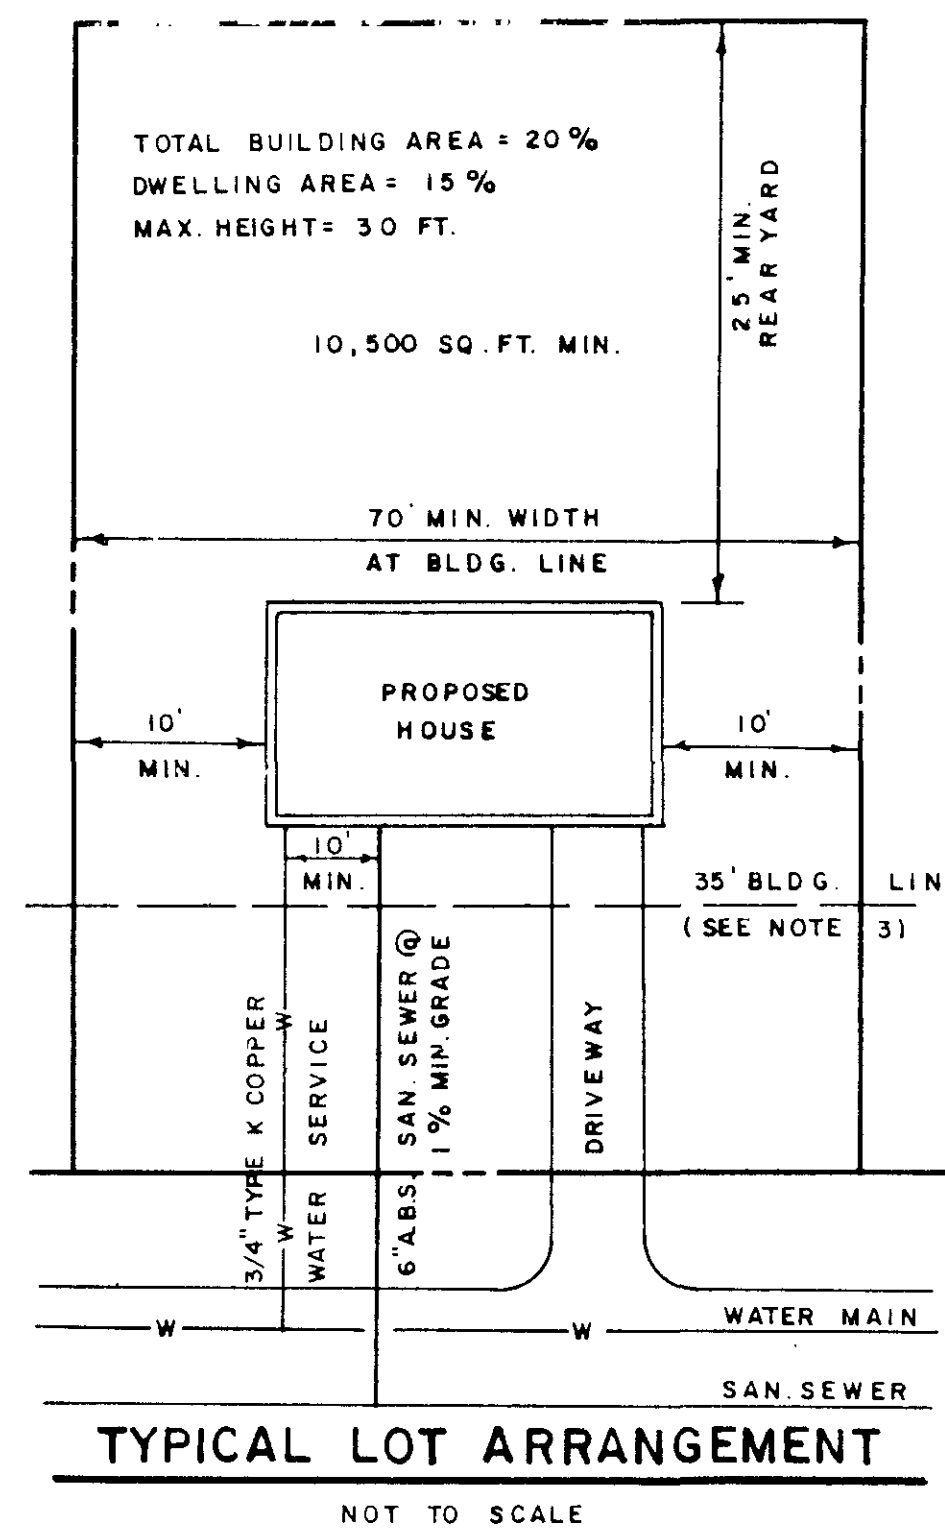 TOTAL BUILDING AREA = 20%
DWELLING AREA = 15%
MAX. HEIGHT= 30 FT.
25' MIN.
REAR YARD
10,500 SQ.FT. MIN.
70' MIN. WIDTH
AT BLDG. LINE
PROPOSED
HOUSE
10'
MIN.
10'
MIN.
10'
MIN.
35' BLDG. LIN
(SEE NOTE 3)
3/4" TYPE K COPPER
WATER SERVICE
W
W
6" A.B.S. SAN. SEWER @
1% MIN. GRADE
DRIVEWAY
WATER MAIN
W
W
SAN. SEWER
TYPICAL LOT ARRANGEMENT
NOT TO SCALE